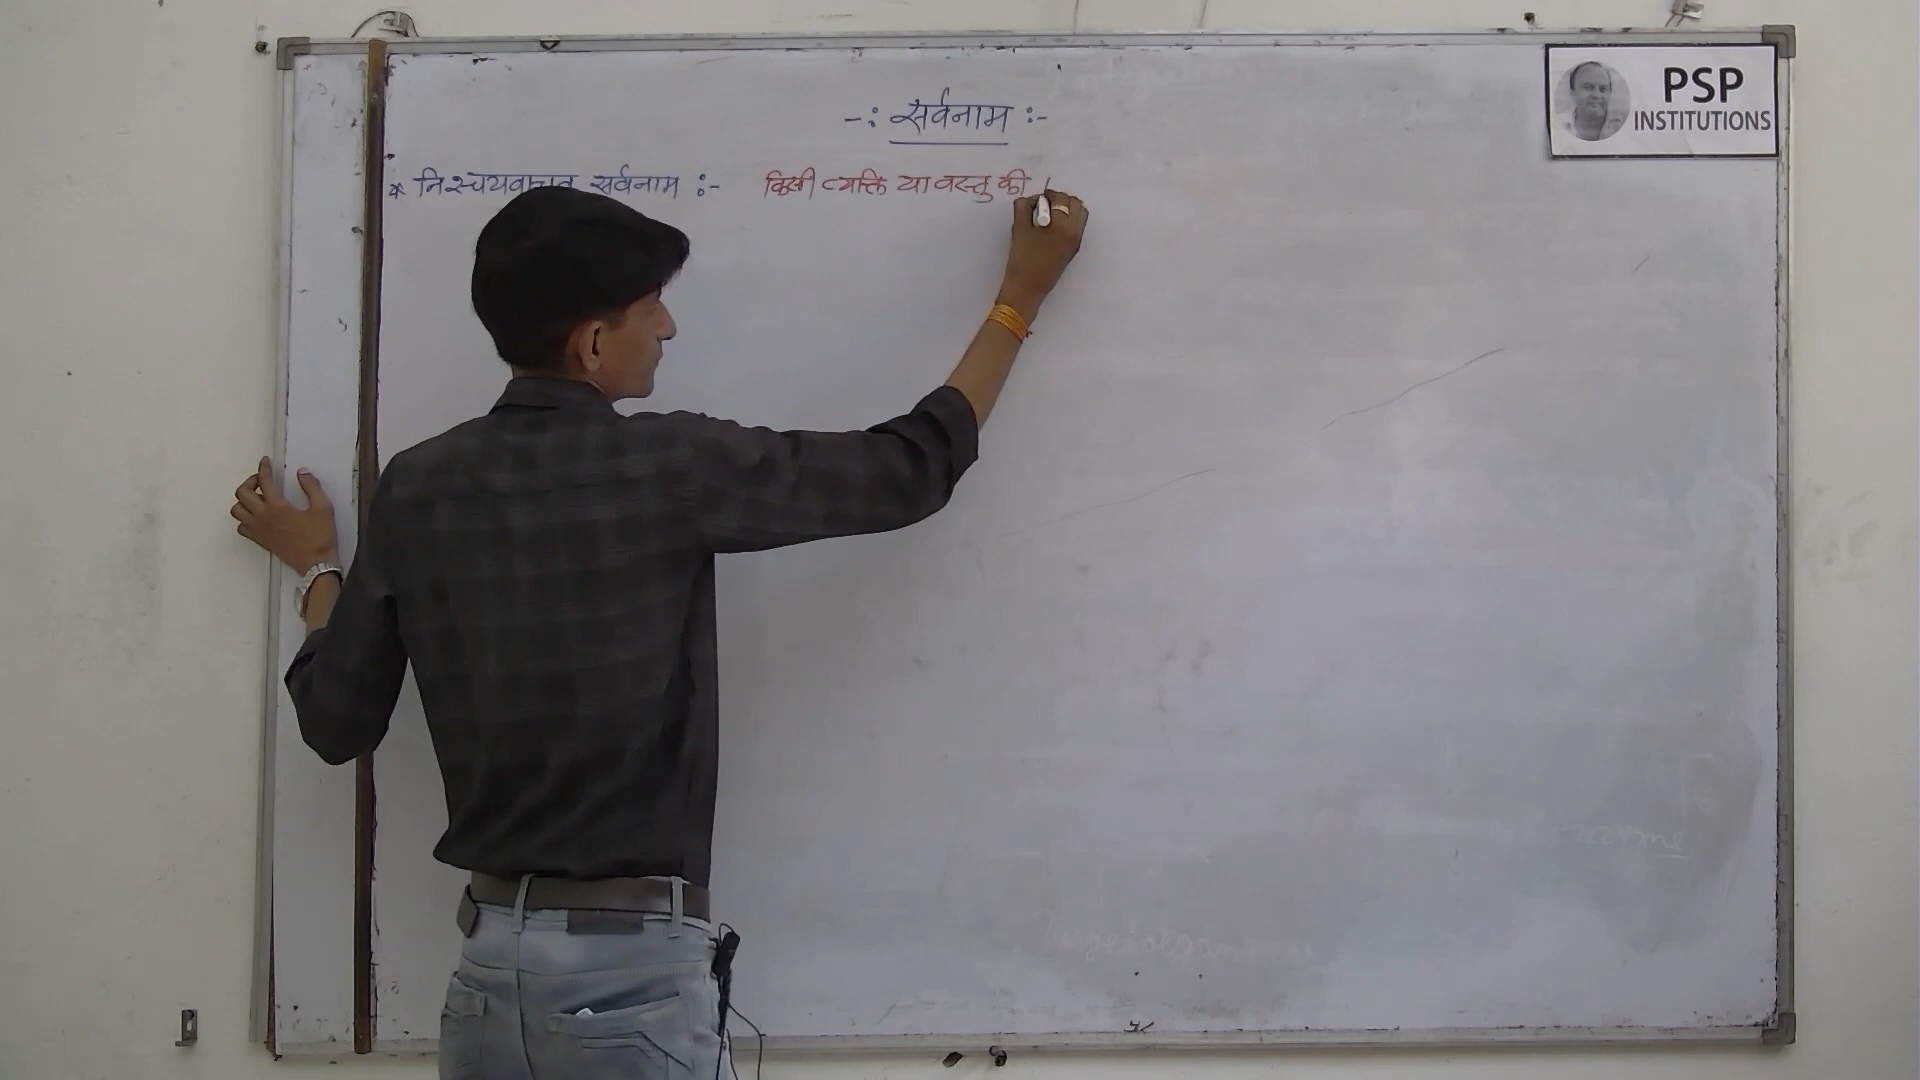 PSP
INSTITUTIONS
-: सर्वनाम :-
* निश्चयवाचक सर्वनाम :- किसी व्यक्ति या वस्तु की